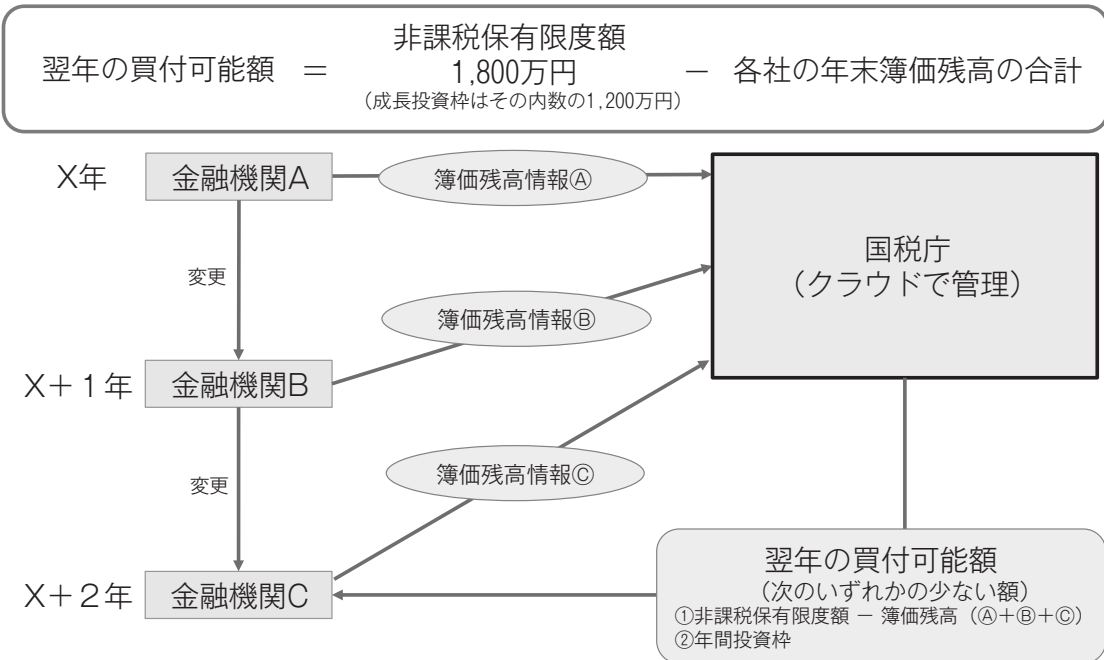 非課税保有限度額
翌年の買付可能額 = 1,800万円 − 各社の年末簿価残高の合計
(成長投資枠はその内数の1,200万円)
X年
金融機関A
簿価残高情報Ⓐ
国税庁
(クラウドで管理)
変更
簿価残高情報Ⓑ
X+1年
金融機関B
簿価残高情報Ⓒ
変更
翌年の買付可能額
(次のいずれかの少ない額)
①非課税保有限度額 − 簿価残高(Ⓐ+Ⓑ+Ⓒ)
②年間投資枠
X+2年
金融機関C